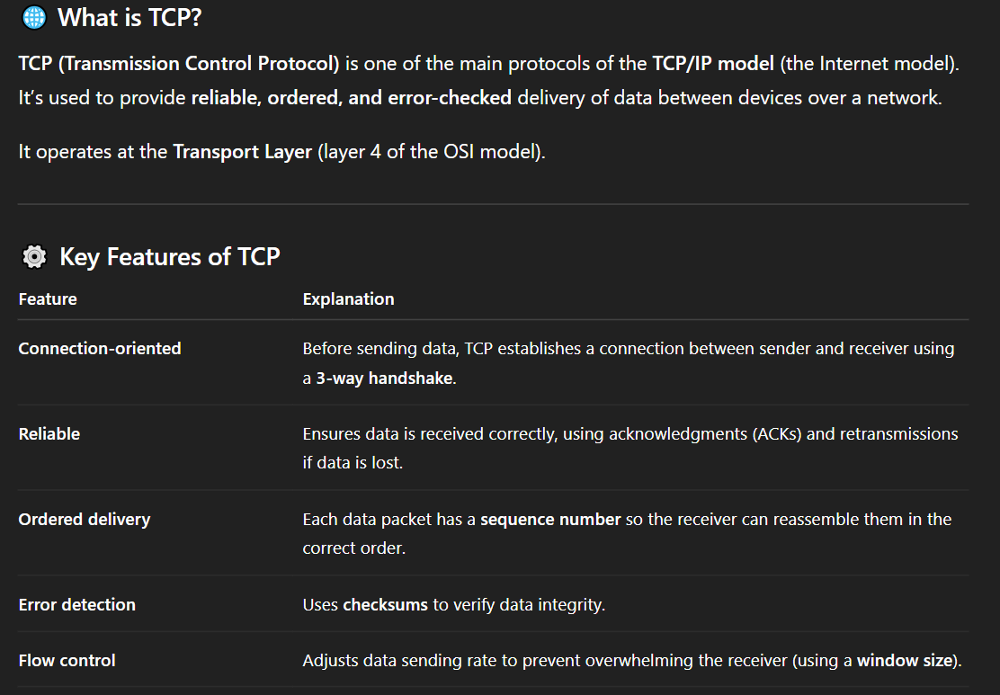 🌐 What is TCP?
TCP (Transmission Control Protocol) is one of the main protocols of the TCP/IP model (the Internet model).
It’s used to provide reliable, ordered, and error-checked delivery of data between devices over a network.
It operates at the Transport Layer (layer 4 of the OSI model).
⚙️ Key Features of TCP
Feature Explanation
Connection-oriented Before sending data, TCP establishes a connection between sender and receiver using
a 3-way handshake.
Reliable Ensures data is received correctly, using acknowledgments (ACKs) and retransmissions
if data is lost.
Ordered delivery Each data packet has a sequence number so the receiver can reassemble them in the
correct order.
Error detection Uses checksums to verify data integrity.
Flow control Adjusts data sending rate to prevent overwhelming the receiver (using a window size).